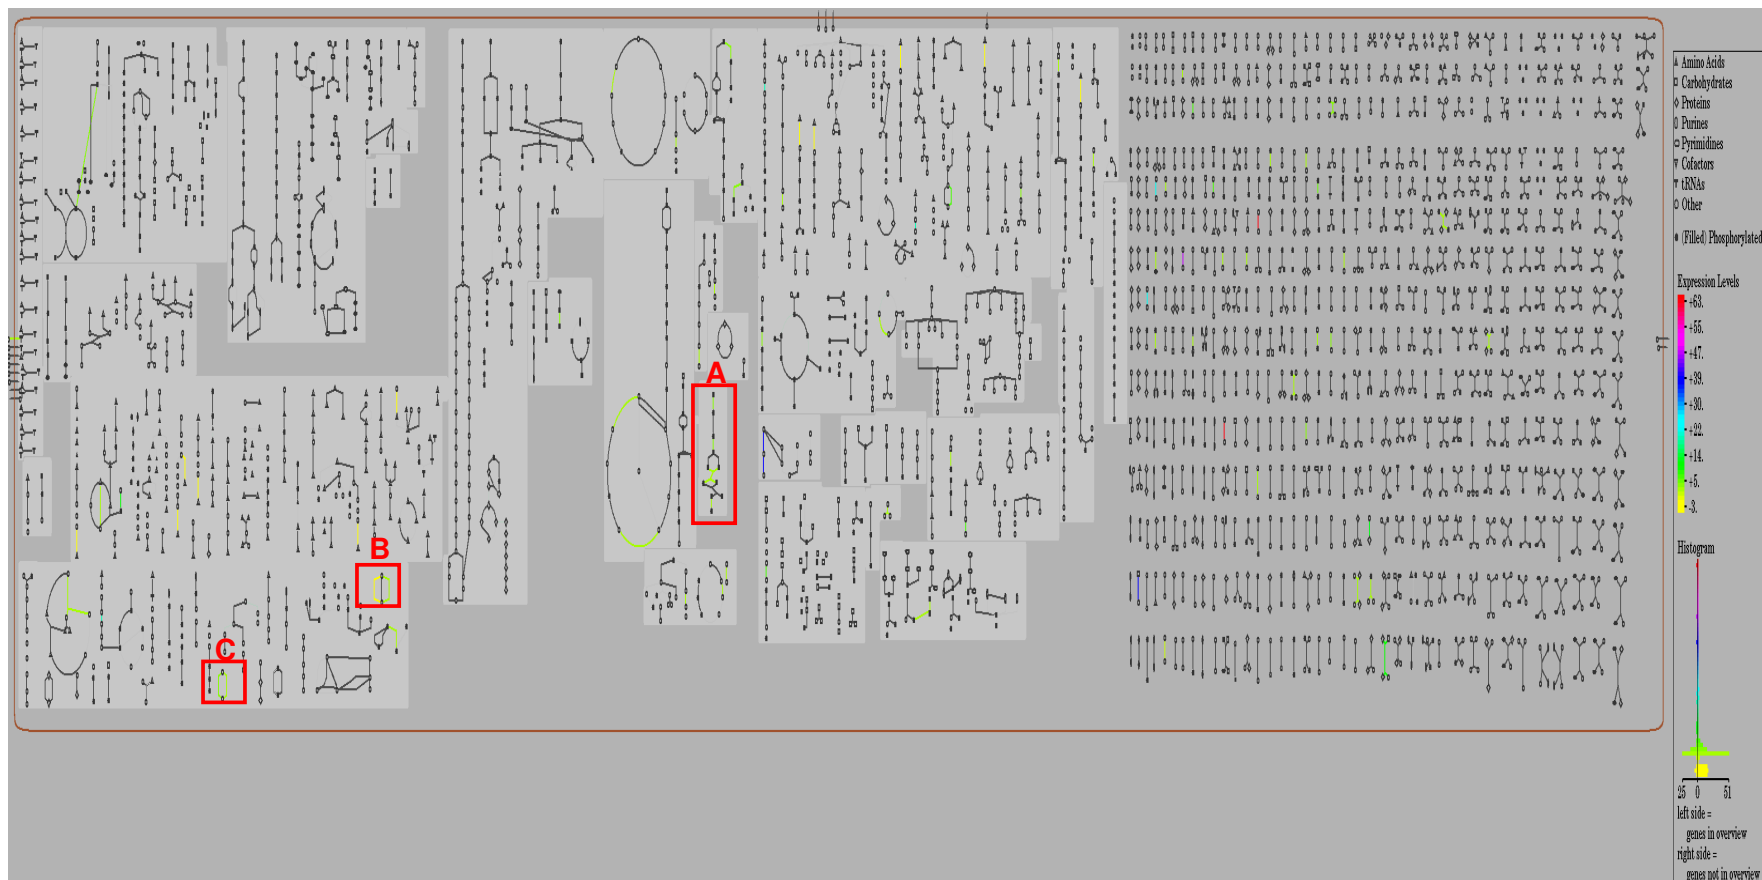 A
B
C
Amino Acids
Carbohydrates
Proteins
Purines
Pyrimidines
Cofactors
tRNAs
Other
(Filled) Phosphorylated
Expression Levels
+63.
+55.
+47.
+39.
+30.
+22.
+14.
+5.
-3.
Histogram
25 0 51
left side =
genes in overview
right side =
genes not in overview